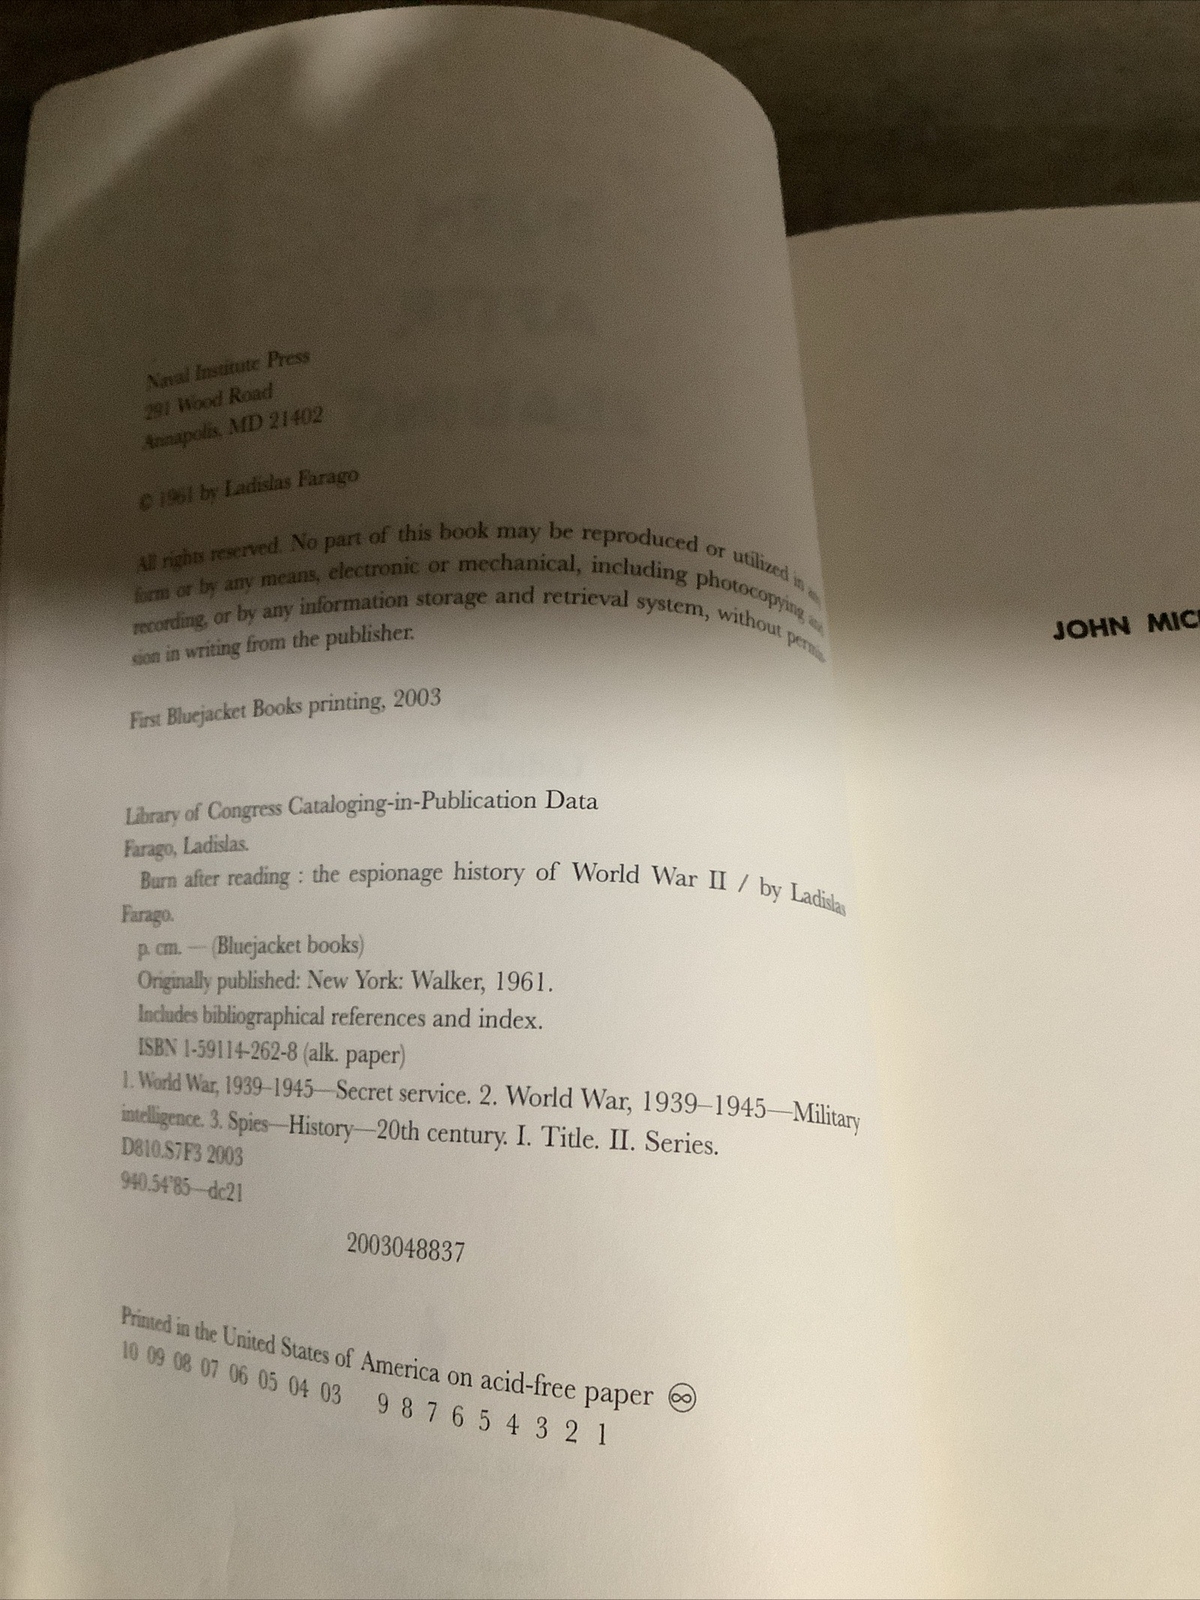 Naval Institute Press
291 Wood Road
Annapolis, MD 21402
© 1961 by Ladislas Farago
All rights reserved. No part of this book may be reproduced or utilized in any
form or by any means, electronic or mechanical, including photocopying and
recording, or by any information storage and retrieval system, without permis-
sion in writing from the publisher.
First Bluejacket Books printing, 2003
Library of Congress Cataloging-in-Publication Data
Farago, Ladislas.
Burn after reading : the espionage history of World War II / by Ladislas
Farago.
p. cm. — (Bluejacket books)
Originally published: New York: Walker, 1961.
Includes bibliographical references and index.
ISBN 1-59114-262-8 (alk. paper)
1. World War, 1939–1945—Secret service. 2. World War, 1939–1945—Military
intelligence. 3. Spies—History—20th century. I. Title. II. Series.
D810.S7F3 2003
940.54'85—dc21
2003048837
Printed in the United States of America on acid-free paper ♾
10 09 08 07 06 05 04 03 9 8 7 6 5 4 3 2 1
JOHN MIC